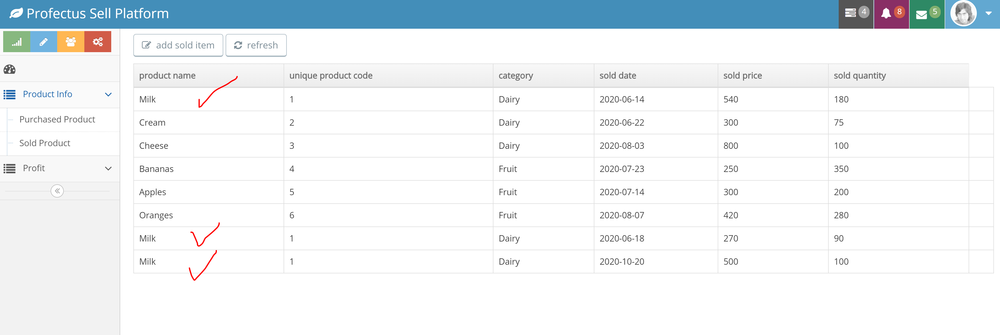 Profectus Sell Platform
4
8
5
add sold item
refresh
Product Info
Purchased Product
Sold Product
Profit
product name unique product code category sold date sold price sold quantity
Milk 1 Dairy 2020-06-14 540 180
Cream 2 Dairy 2020-06-22 300 75
Cheese 3 Dairy 2020-08-03 800 100
Bananas 4 Fruit 2020-07-23 250 350
Apples 5 Fruit 2020-07-14 300 200
Oranges 6 Fruit 2020-08-07 420 280
Milk 1 Dairy 2020-06-18 270 90
Milk 1 Dairy 2020-10-20 500 100